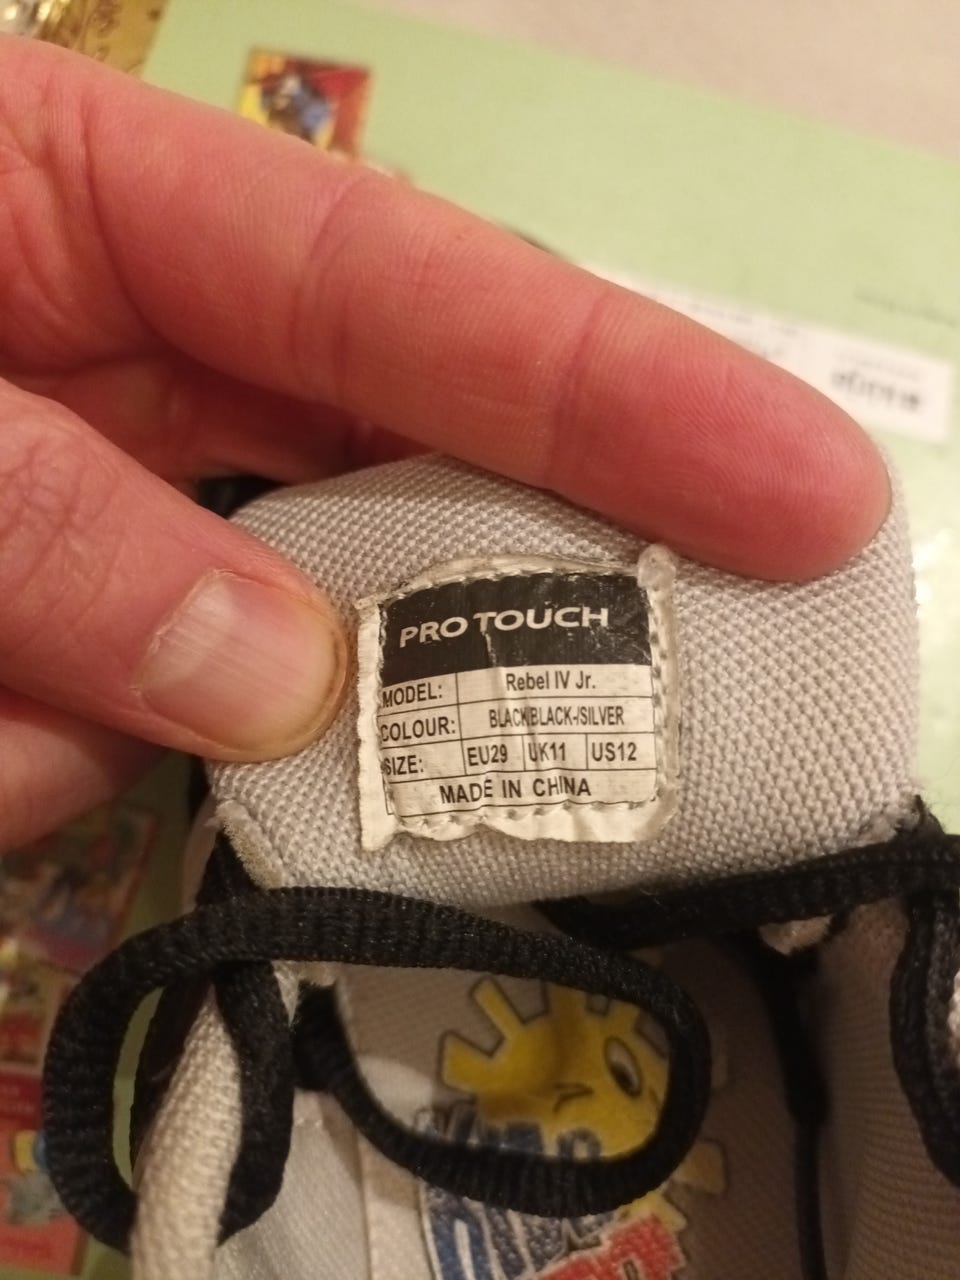 PRO TOUCH
MODEL: Rebel IV Jr.
COLOUR: BLACK/BLACK-/SILVER
SIZE: EU29 UK11 US12
MADE IN CHINA